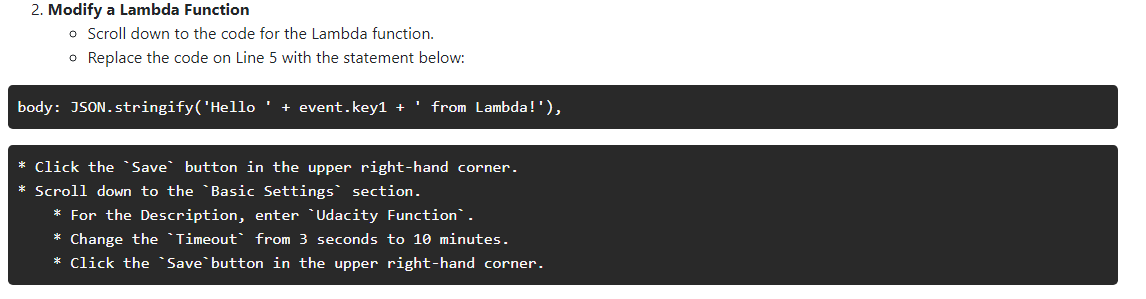 2. Modify a Lambda Function
○ Scroll down to the code for the Lambda function.
○ Replace the code on Line 5 with the statement below:
body: JSON.stringify('Hello ' + event.key1 + ' from Lambda!'),
* Click the `Save` button in the upper right-hand corner.
* Scroll down to the `Basic Settings` section.
    * For the Description, enter `Udacity Function`.
    * Change the `Timeout` from 3 seconds to 10 minutes.
    * Click the `Save`button in the upper right-hand corner.